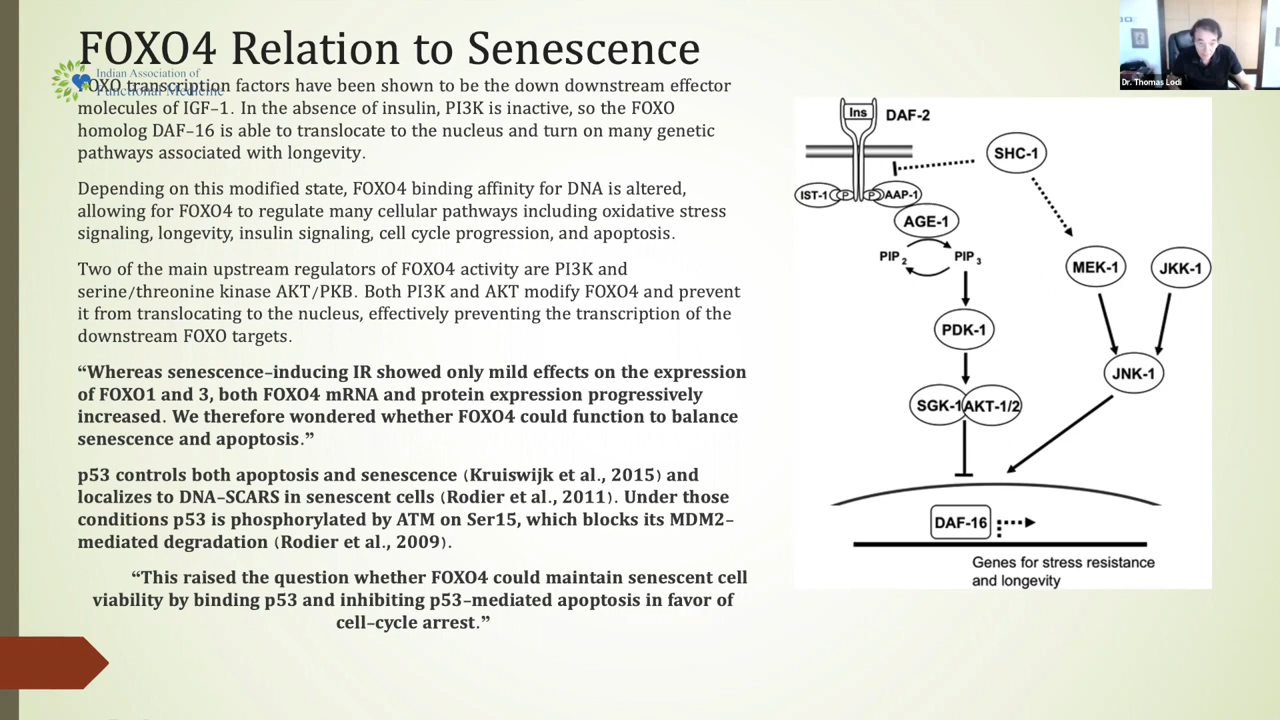 FOXO4 Relation to Senescence
Indian Association of
Functional Medicine
FOXO transcription factors have been shown to be the down downstream effector
molecules of IGF-1. In the absence of insulin, PI3K is inactive, so the FOXO
homolog DAF-16 is able to translocate to the nucleus and turn on many genetic
pathways associated with longevity.
Depending on this modified state, FOXO4 binding affinity for DNA is altered,
allowing for FOXO4 to regulate many cellular pathways including oxidative stress
signaling, longevity, insulin signaling, cell cycle progression, and apoptosis.
Two of the main upstream regulators of FOXO4 activity are PI3K and
serine/threonine kinase AKT/PKB. Both PI3K and AKT modify FOXO4 and prevent
it from translocating to the nucleus, effectively preventing the transcription of the
downstream FOXO targets.
“Whereas senescence-inducing IR showed only mild effects on the expression
of FOXO1 and 3, both FOXO4 mRNA and protein expression progressively
increased. We therefore wondered whether FOXO4 could function to balance
senescence and apoptosis.”
p53 controls both apoptosis and senescence (Kruiswijk et al., 2015) and
localizes to DNA-SCARS in senescent cells (Rodier et al., 2011). Under those
conditions p53 is phosphorylated by ATM on Ser15, which blocks its MDM2-
mediated degradation (Rodier et al., 2009).
“This raised the question whether FOXO4 could maintain senescent cell
viability by binding p53 and inhibiting p53-mediated apoptosis in favor of
cell-cycle arrest.”
Dr. Thomas Lodi
Ins
DAF-2
SHC-1
IST-1
P
P
AAP-1
AGE-1
PIP2
PIP3
MEK-1
JKK-1
PDK-1
JNK-1
SGK-1
AKT-1/2
DAF-16
Genes for stress resistance
and longevity